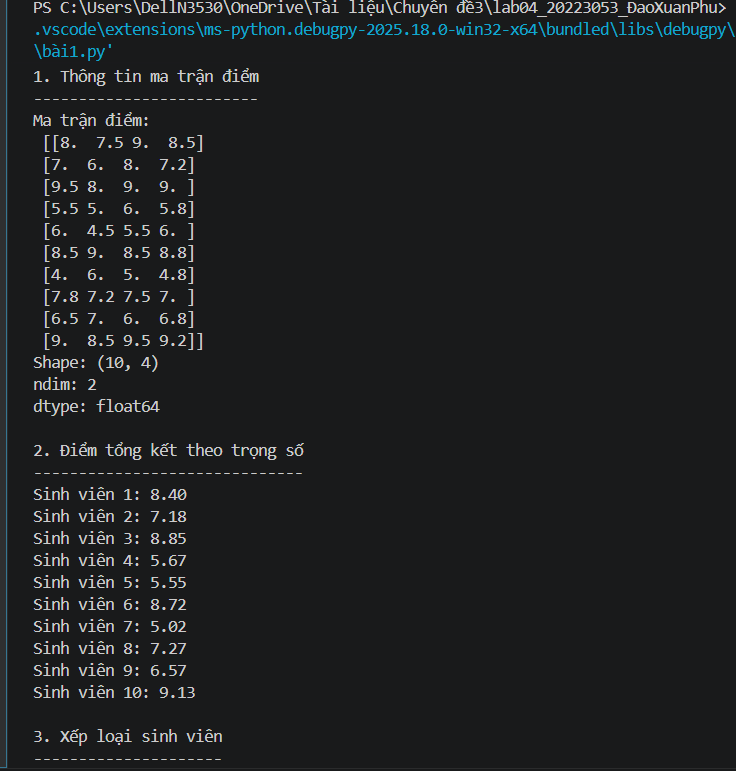 PS C:\Users\DellN3530\OneDrive\Tài liệu\Chuyên đề3\lab04_20223053_ĐaoXuanPhu>
.vscode\extensions\ms-python.debugpy-2025.18.0-win32-x64\bundled\libs\debugpy\
\bài1.py'
1. Thông tin ma trận điểm
-------------------------
Ma trận điểm:
 [[8.  7.5 9.  8.5]
 [7.  6.  8.  7.2]
 [9.5 8.  9.  9. ]
 [5.5 5.  6.  5.8]
 [6.  4.5 5.5 6. ]
 [8.5 9.  8.5 8.8]
 [4.  6.  5.  4.8]
 [7.8 7.2 7.5 7. ]
 [6.5 7.  6.  6.8]
 [9.  8.5 9.5 9.2]]
Shape: (10, 4)
ndim: 2
dtype: float64

2. Điểm tổng kết theo trọng số
------------------------------
Sinh viên 1: 8.40
Sinh viên 2: 7.18
Sinh viên 3: 8.85
Sinh viên 4: 5.67
Sinh viên 5: 5.55
Sinh viên 6: 8.72
Sinh viên 7: 5.02
Sinh viên 8: 7.27
Sinh viên 9: 6.57
Sinh viên 10: 9.13

3. Xếp loại sinh viên
---------------------